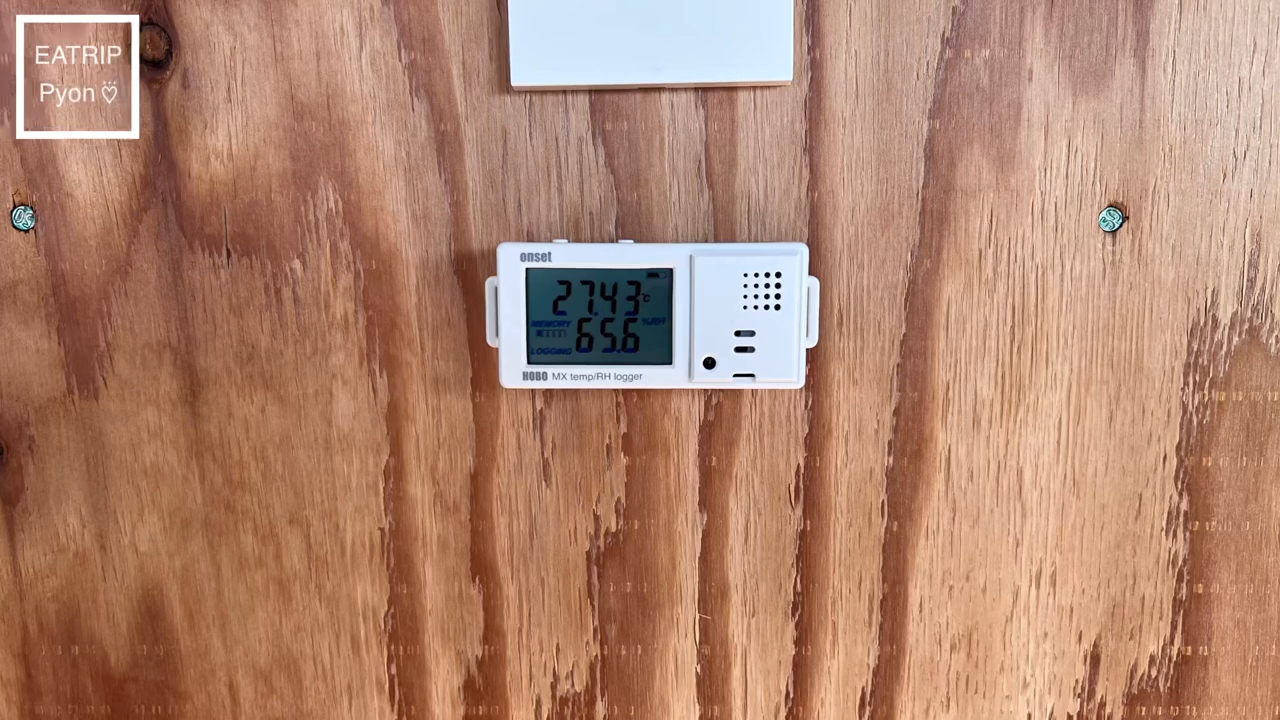 EATRIP
Pyon♡
onset
27.43°C
MEMORY
65.6 %RH
LOGGING
HOBO MX temp/RH logger